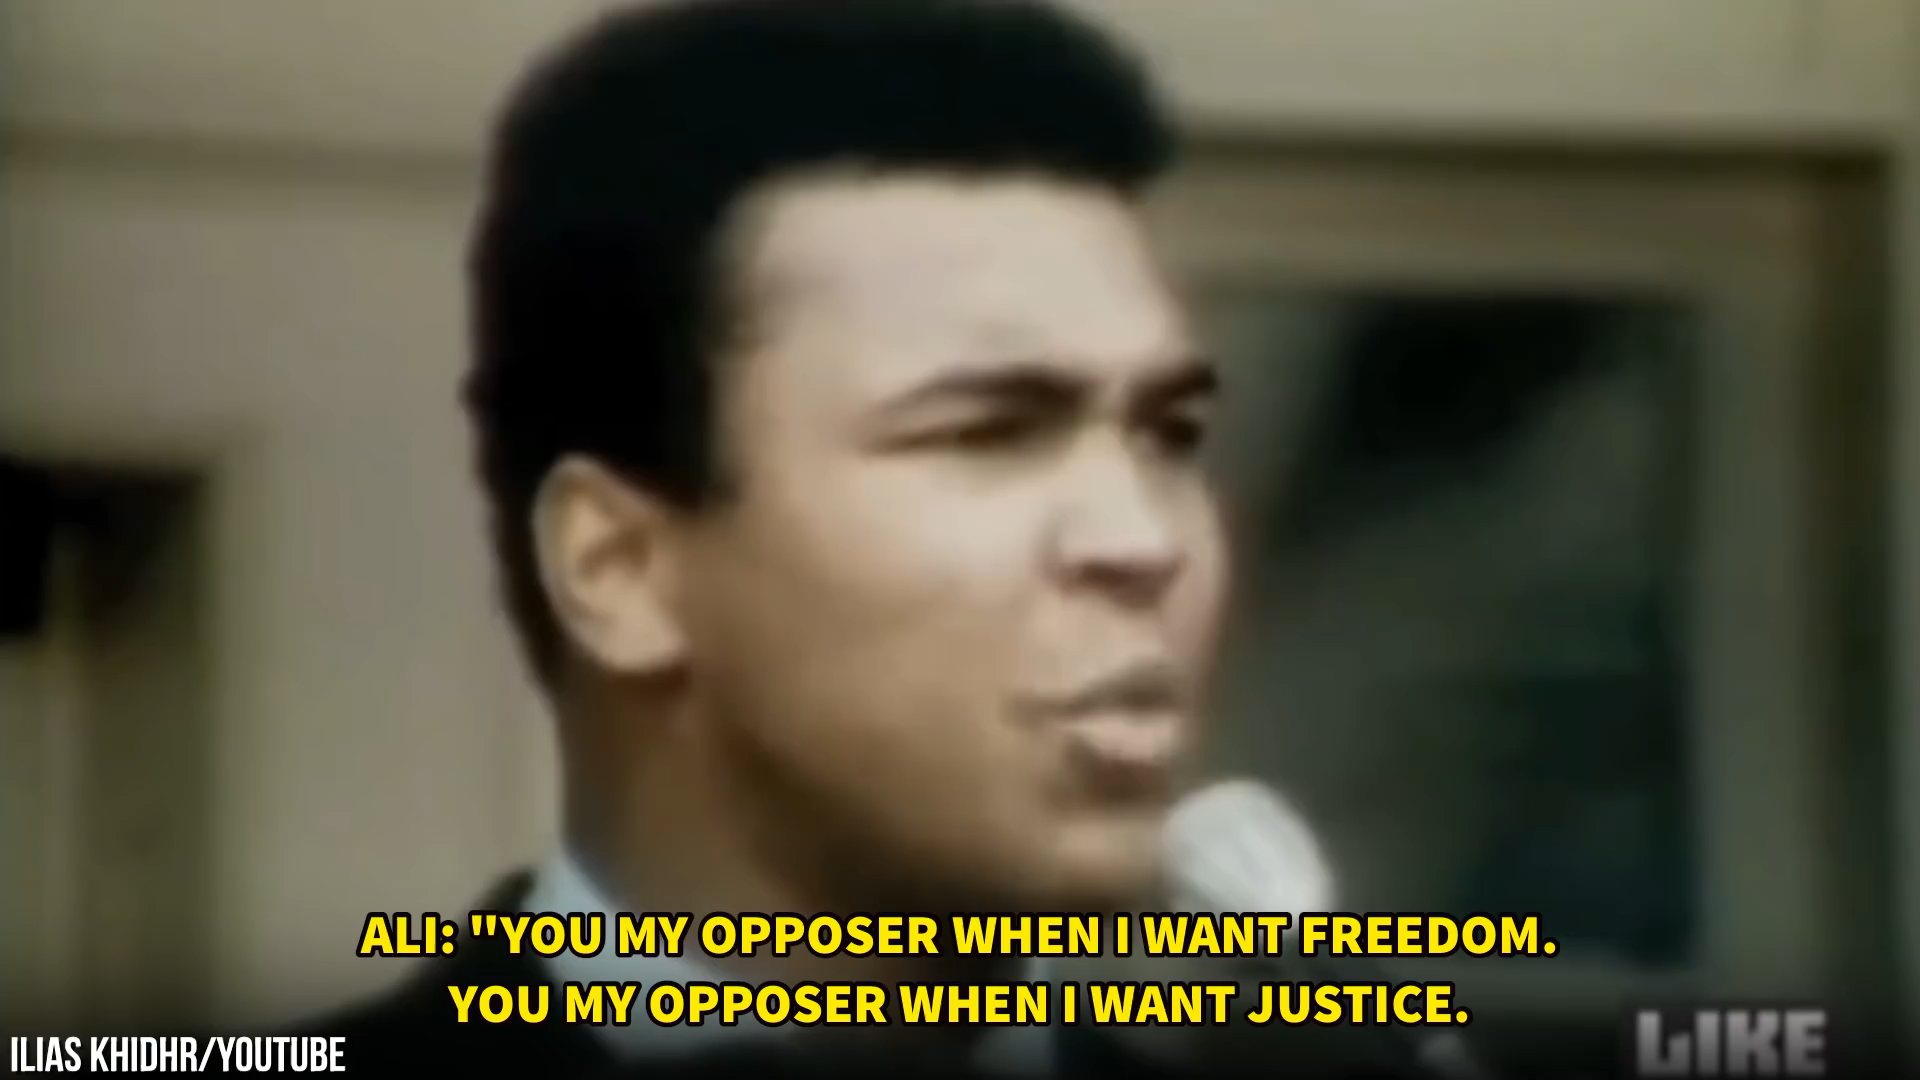 ALI: "YOU MY OPPOSER WHEN I WANT FREEDOM.
YOU MY OPPOSER WHEN I WANT JUSTICE.
ILIAS KHIDHR/YOUTUBE
LIKE